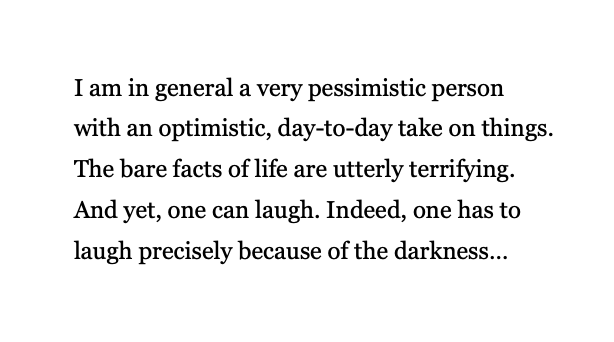 I am in general a very pessimistic person
with an optimistic, day-to-day take on things.
The bare facts of life are utterly terrifying.
And yet, one can laugh. Indeed, one has to
laugh precisely because of the darkness...